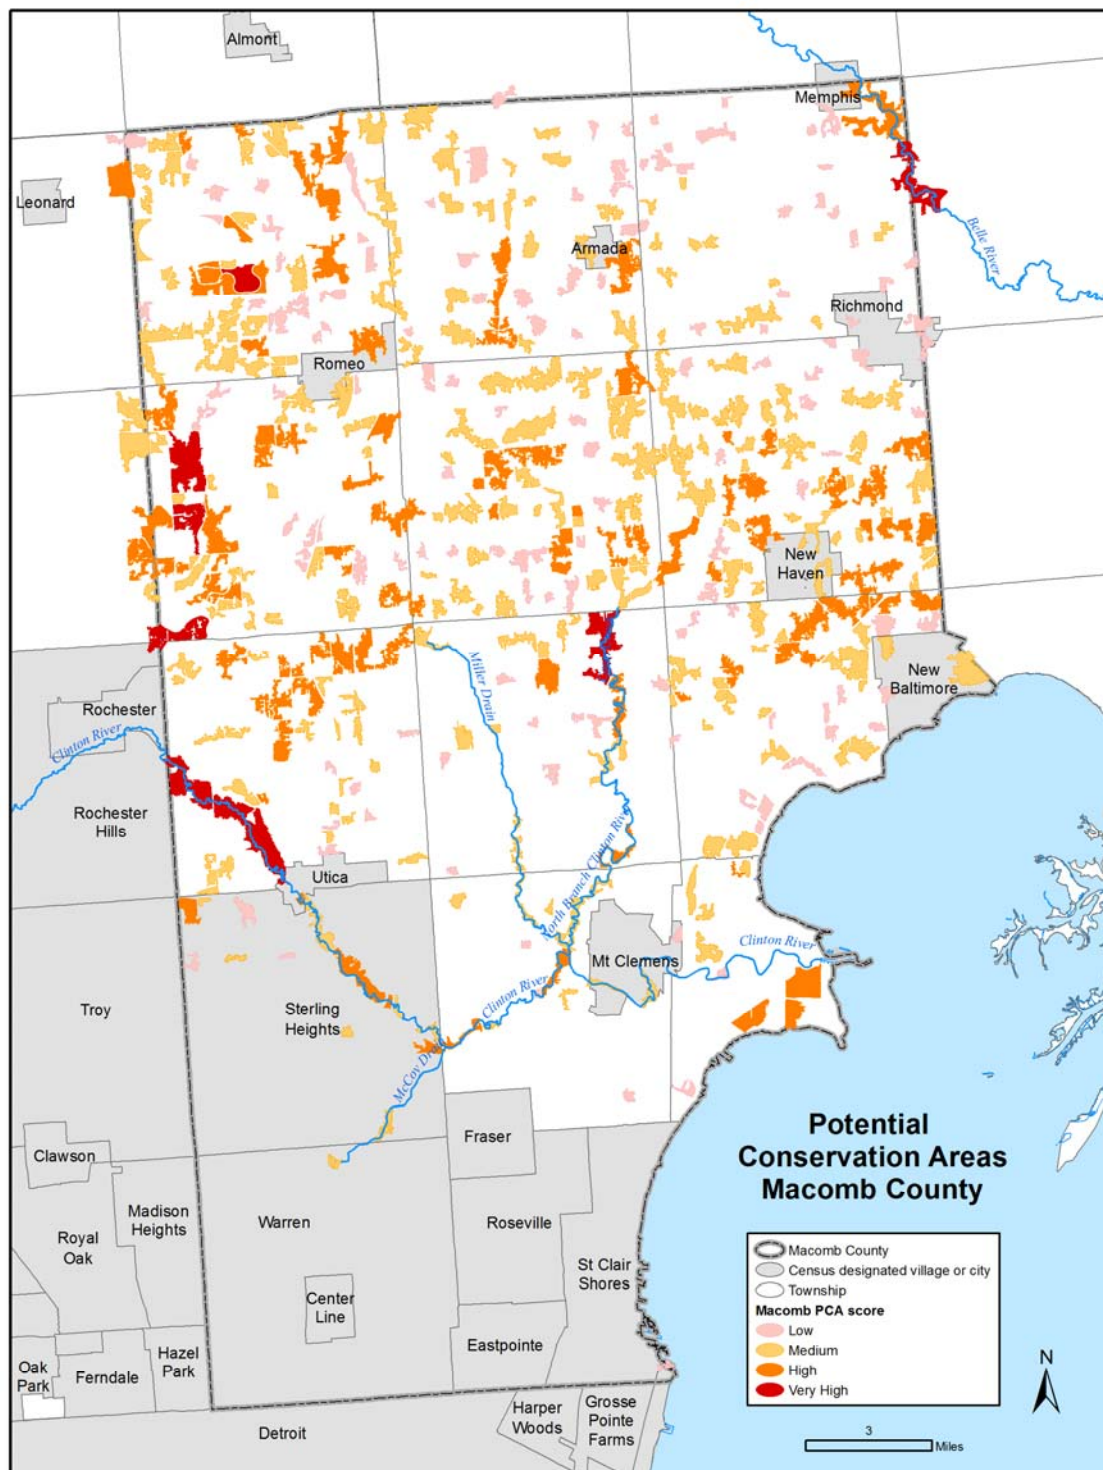 Almont
Memphis
Leonard
Armada
Belle River
Richmond
Romeo
New
Haven
New
Baltimore
Miller Drain
Rochester
Clinton River
Rochester
Hills
Utica
North Branch Clinton River
Mt Clemens
Clinton River
Clinton River
Troy
Sterling
Heights
McCoy Drain
Fraser
Clawson
Madison
Heights
Royal
Oak
Warren
Roseville
St Clair
Shores
Center
Line
Eastpointe
Hazel
Park
Oak
Park
Ferndale
Detroit
Harper
Woods
Grosse
Pointe
Farms
Potential
Conservation Areas
Macomb County
Macomb County
Census designated village or city
Township
Macomb PCA score
Low
Medium
High
Very High
N
3
Miles